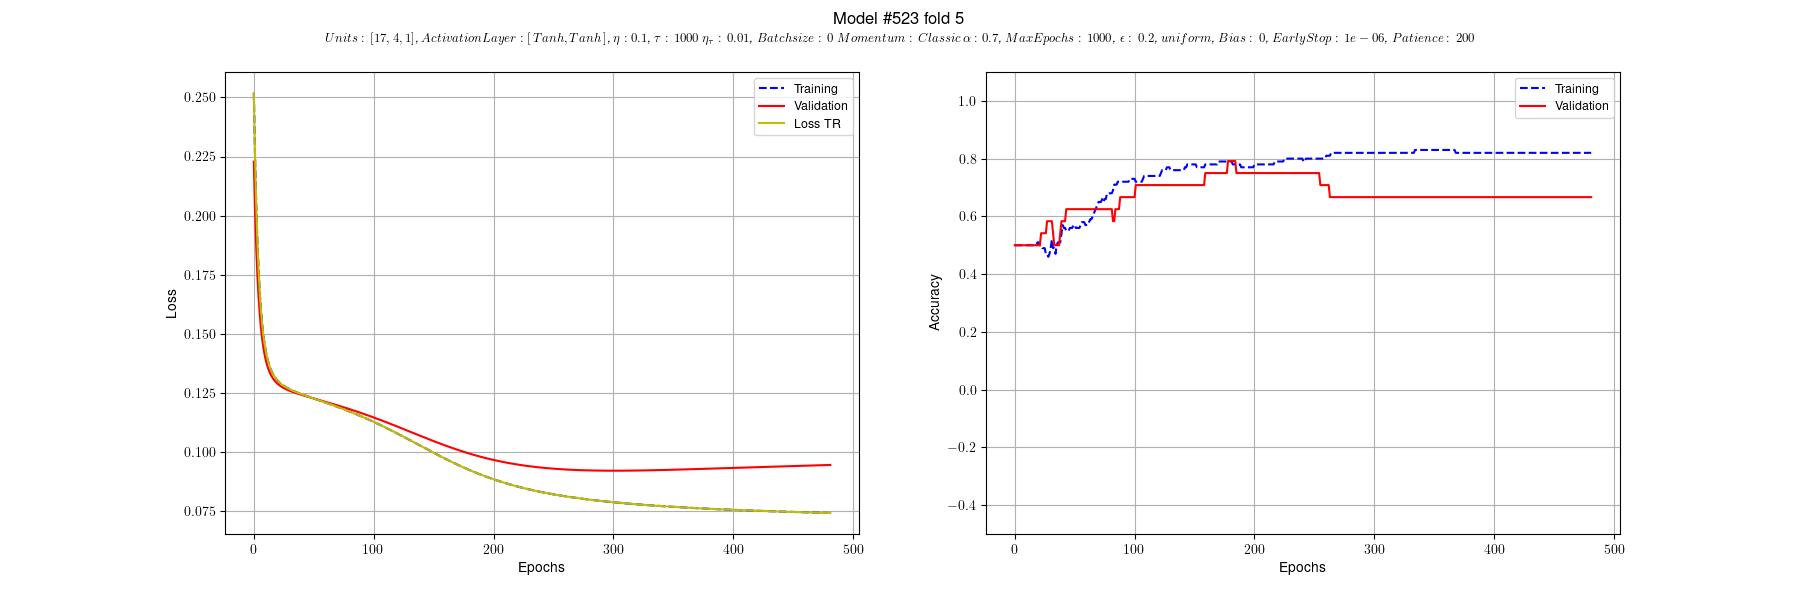 Model #523 fold 5
Units : [17, 4, 1], ActivationLayer : [Tanh, Tanh], η : 0.1, τ : 1000 ητ : 0.01, Batchsize : 0 Momentum : Classic α : 0.7, MaxEpochs : 1000, ϵ : 0.2, uniform, Bias : 0, EarlyStop : 1e − 06, Patience : 200
Loss
0.250
0.225
0.200
0.175
0.150
0.125
0.100
0.075
0 100 200 300 400 500
Epochs
Training
Validation
Loss TR
Accuracy
1.0
0.8
0.6
0.4
0.2
0.0
−0.2
−0.4
0 100 200 300 400 500
Epochs
Training
Validation